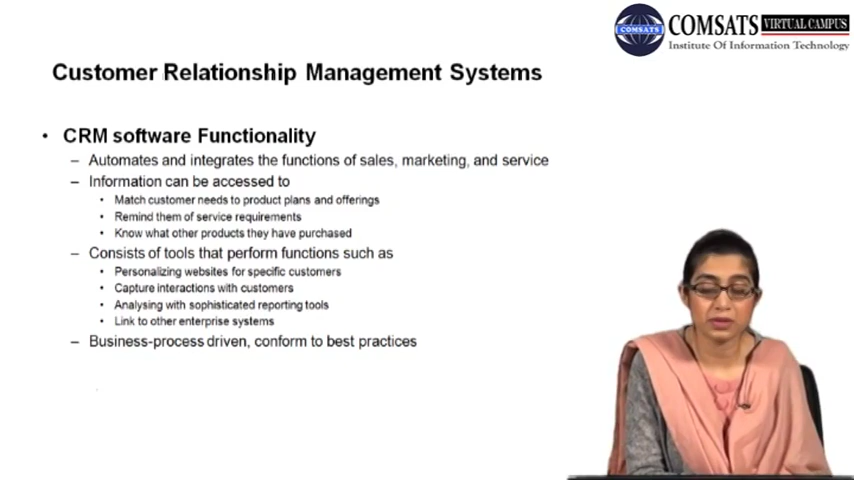 COMSATS
COMSATS VIRTUAL CAMPUS
Institute Of Information Technology
Customer Relationship Management Systems
• CRM software Functionality
– Automates and integrates the functions of sales, marketing, and service
– Information can be accessed to
• Match customer needs to product plans and offerings
• Remind them of service requirements
• Know what other products they have purchased
– Consists of tools that perform functions such as
• Personalizing websites for specific customers
• Capture interactions with customers
• Analysing with sophisticated reporting tools
• Link to other enterprise systems
– Business-process driven, conform to best practices